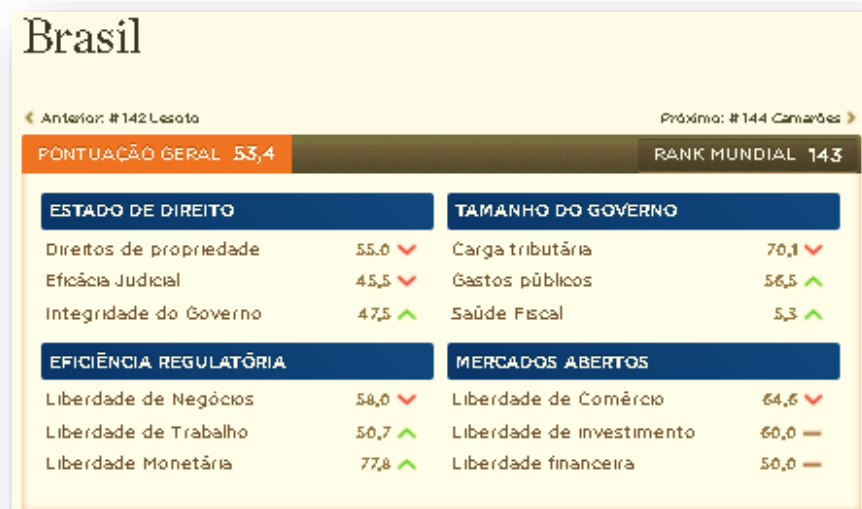 Brasil
Anterior: #142 Lesoto
Próximo: #144 Camarões
PONTUAÇÃO GERAL 53,4
RANK MUNDIAL 143
ESTADO DE DIREITO
Direitos de propriedade 55.0
Eficácia Judicial 45,5
Integridade do Governo 47,5
TAMANHO DO GOVERNO
Carga tributária 70,1
Gastos públicos 56,5
Saúde Fiscal 5,3
EFICIÊNCIA REGULATÓRIA
Liberdade de Negócios 58,0
Liberdade de Trabalho 50,7
Liberdade Monetária 77,8
MERCADOS ABERTOS
Liberdade de Comércio 64,6
Liberdade de investimento 60,0
Liberdade financeira 50,0